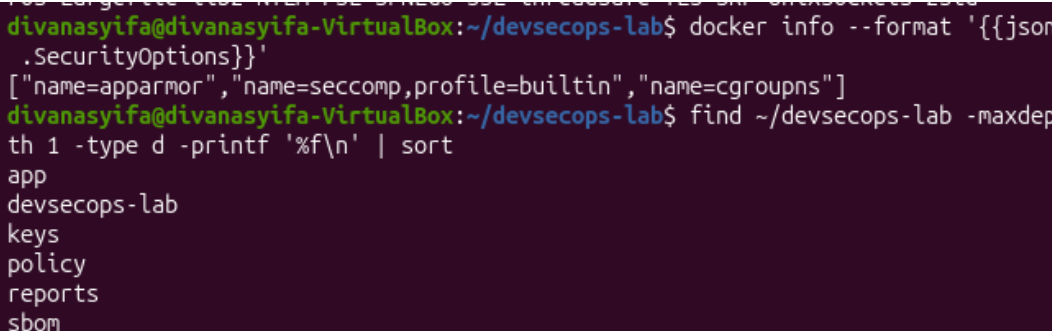 divanasyifa@divanasyifa-VirtualBox:~/devsecops-lab$ docker info --format '{{json
 .SecurityOptions}}'
["name=apparmor","name=seccomp,profile=builtin","name=cgroupns"]
divanasyifa@divanasyifa-VirtualBox:~/devsecops-lab$ find ~/devsecops-lab -maxdep
th 1 -type d -printf '%f\n' | sort
app
devsecops-lab
keys
policy
reports
sbom